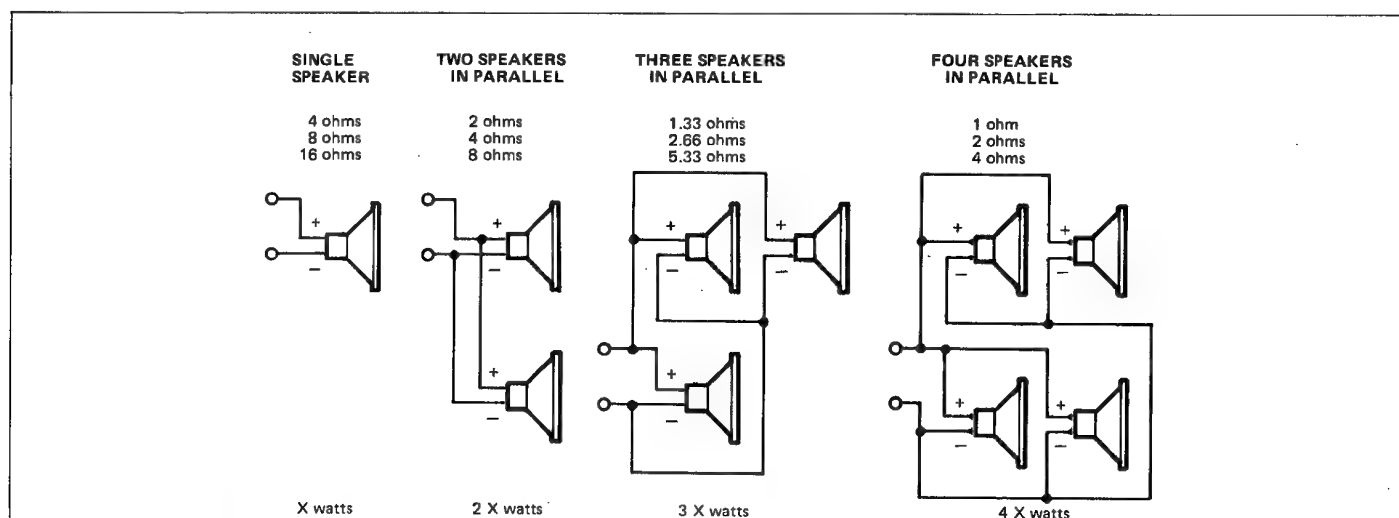 SINGLE
SPEAKER
4 ohms
8 ohms
16 ohms
+
−
X watts
TWO SPEAKERS
IN PARALLEL
2 ohms
4 ohms
8 ohms
+
−
+
−
2 X watts
THREE SPEAKERS
IN PARALLEL
1.33 ohms
2.66 ohms
5.33 ohms
+
−
+
−
+
−
3 X watts
FOUR SPEAKERS
IN PARALLEL
1 ohm
2 ohms
4 ohms
+
−
+
−
+
−
+
−
4 X watts